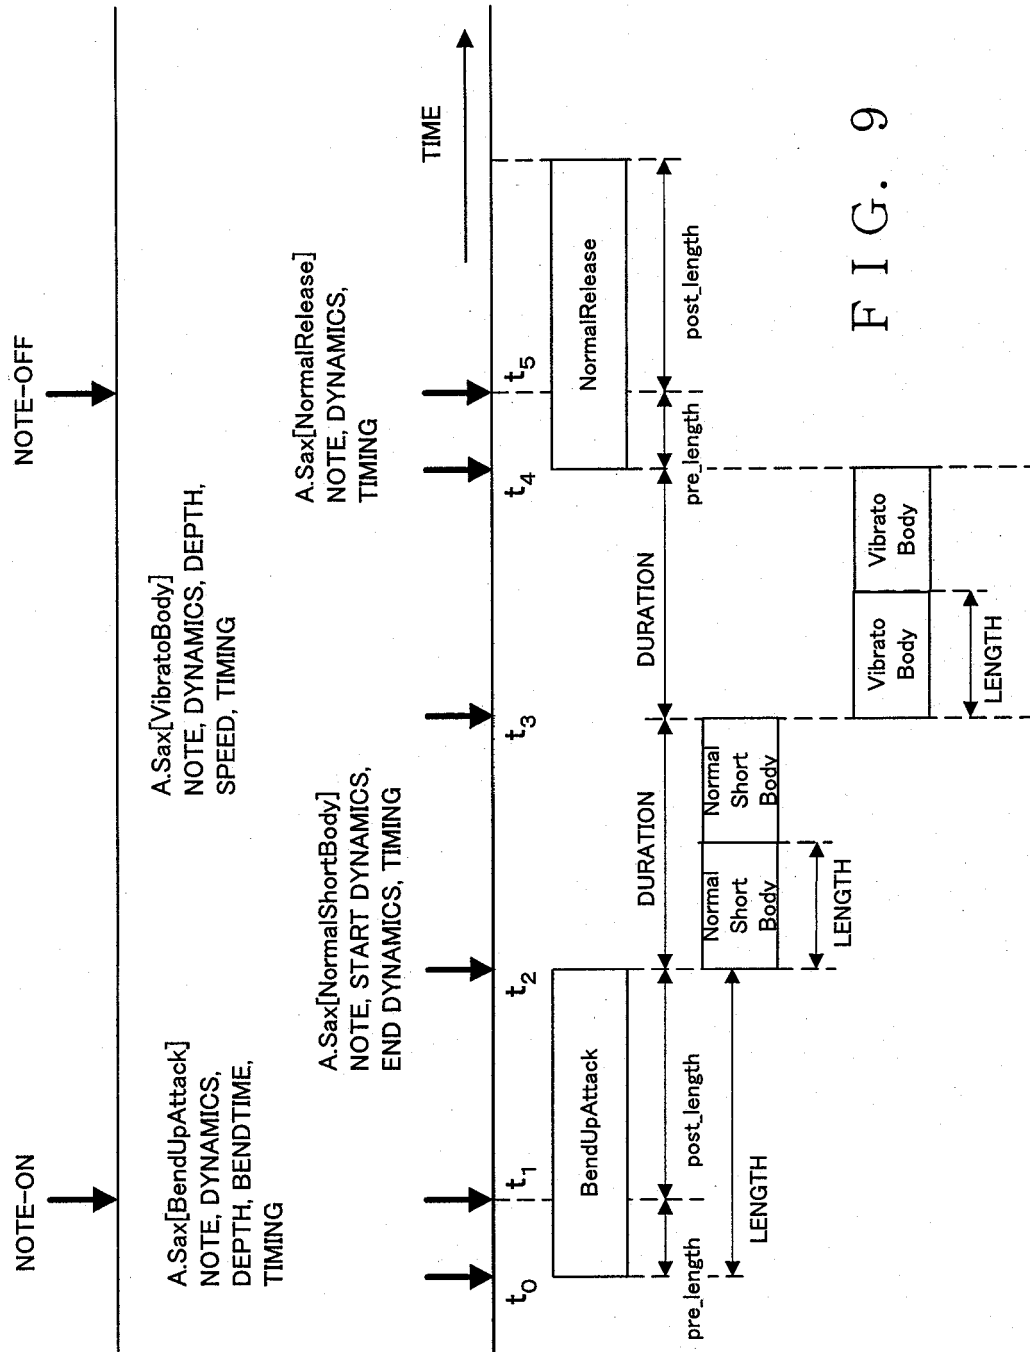 NOTE-ON
NOTE-OFF
A.Sax[BendUpAttack]
NOTE, DYNAMICS,
DEPTH, BENDTIME,
TIMING
A.Sax[VibratoBody]
NOTE, DYNAMICS, DEPTH,
SPEED, TIMING
A.Sax[NormalShortBody]
NOTE, START DYNAMICS,
END DYNAMICS, TIMING
A.Sax[NormalRelease]
NOTE, DYNAMICS,
TIMING
TIME
t0
t1
t2
t3
t4
t5
BendUpAttack
NormalRelease
DURATION
DURATION
pre_length
post_length
pre_length
post_length
LENGTH
Normal
Short
Body
Normal
Short
Body
LENGTH
Vibrato
Body
Vibrato
Body
LENGTH
FIG. 9